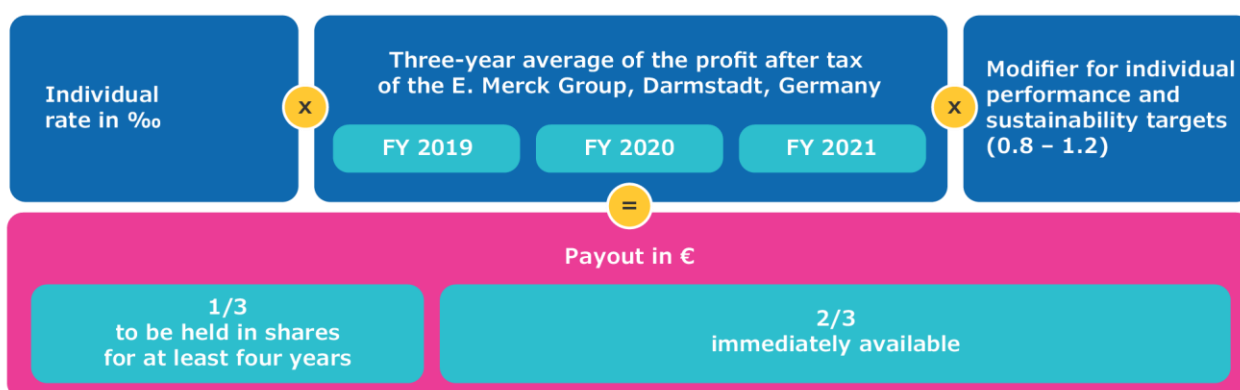 Individual
rate in ‰
x
Three-year average of the profit after tax
of the E. Merck Group, Darmstadt, Germany
FY 2019
FY 2020
FY 2021
x
Modifier for individual
performance and
sustainability targets
(0.8 – 1.2)
=
Payout in €
1/3
to be held in shares
for at least four years
2/3
immediately available